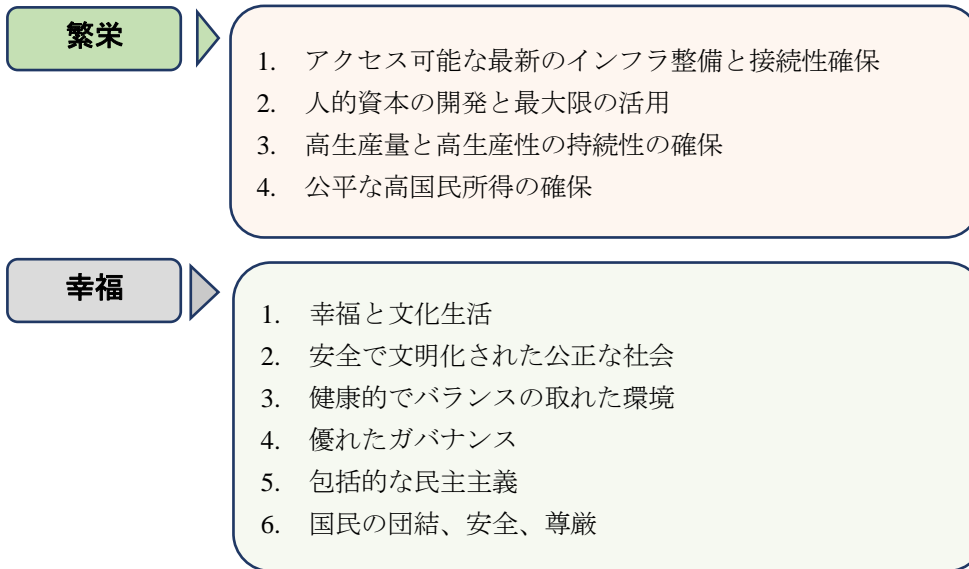 繁栄
1. アクセス可能な最新のインフラ整備と接続性確保
2. 人的資本の開発と最大限の活用
3. 高生産量と高生産性の持続性の確保
4. 公平な高国民所得の確保
幸福
1. 幸福と文化生活
2. 安全で文明化された公正な社会
3. 健康的でバランスの取れた環境
4. 優れたガバナンス
5. 包括的な民主主義
6. 国民の団結、安全、尊厳